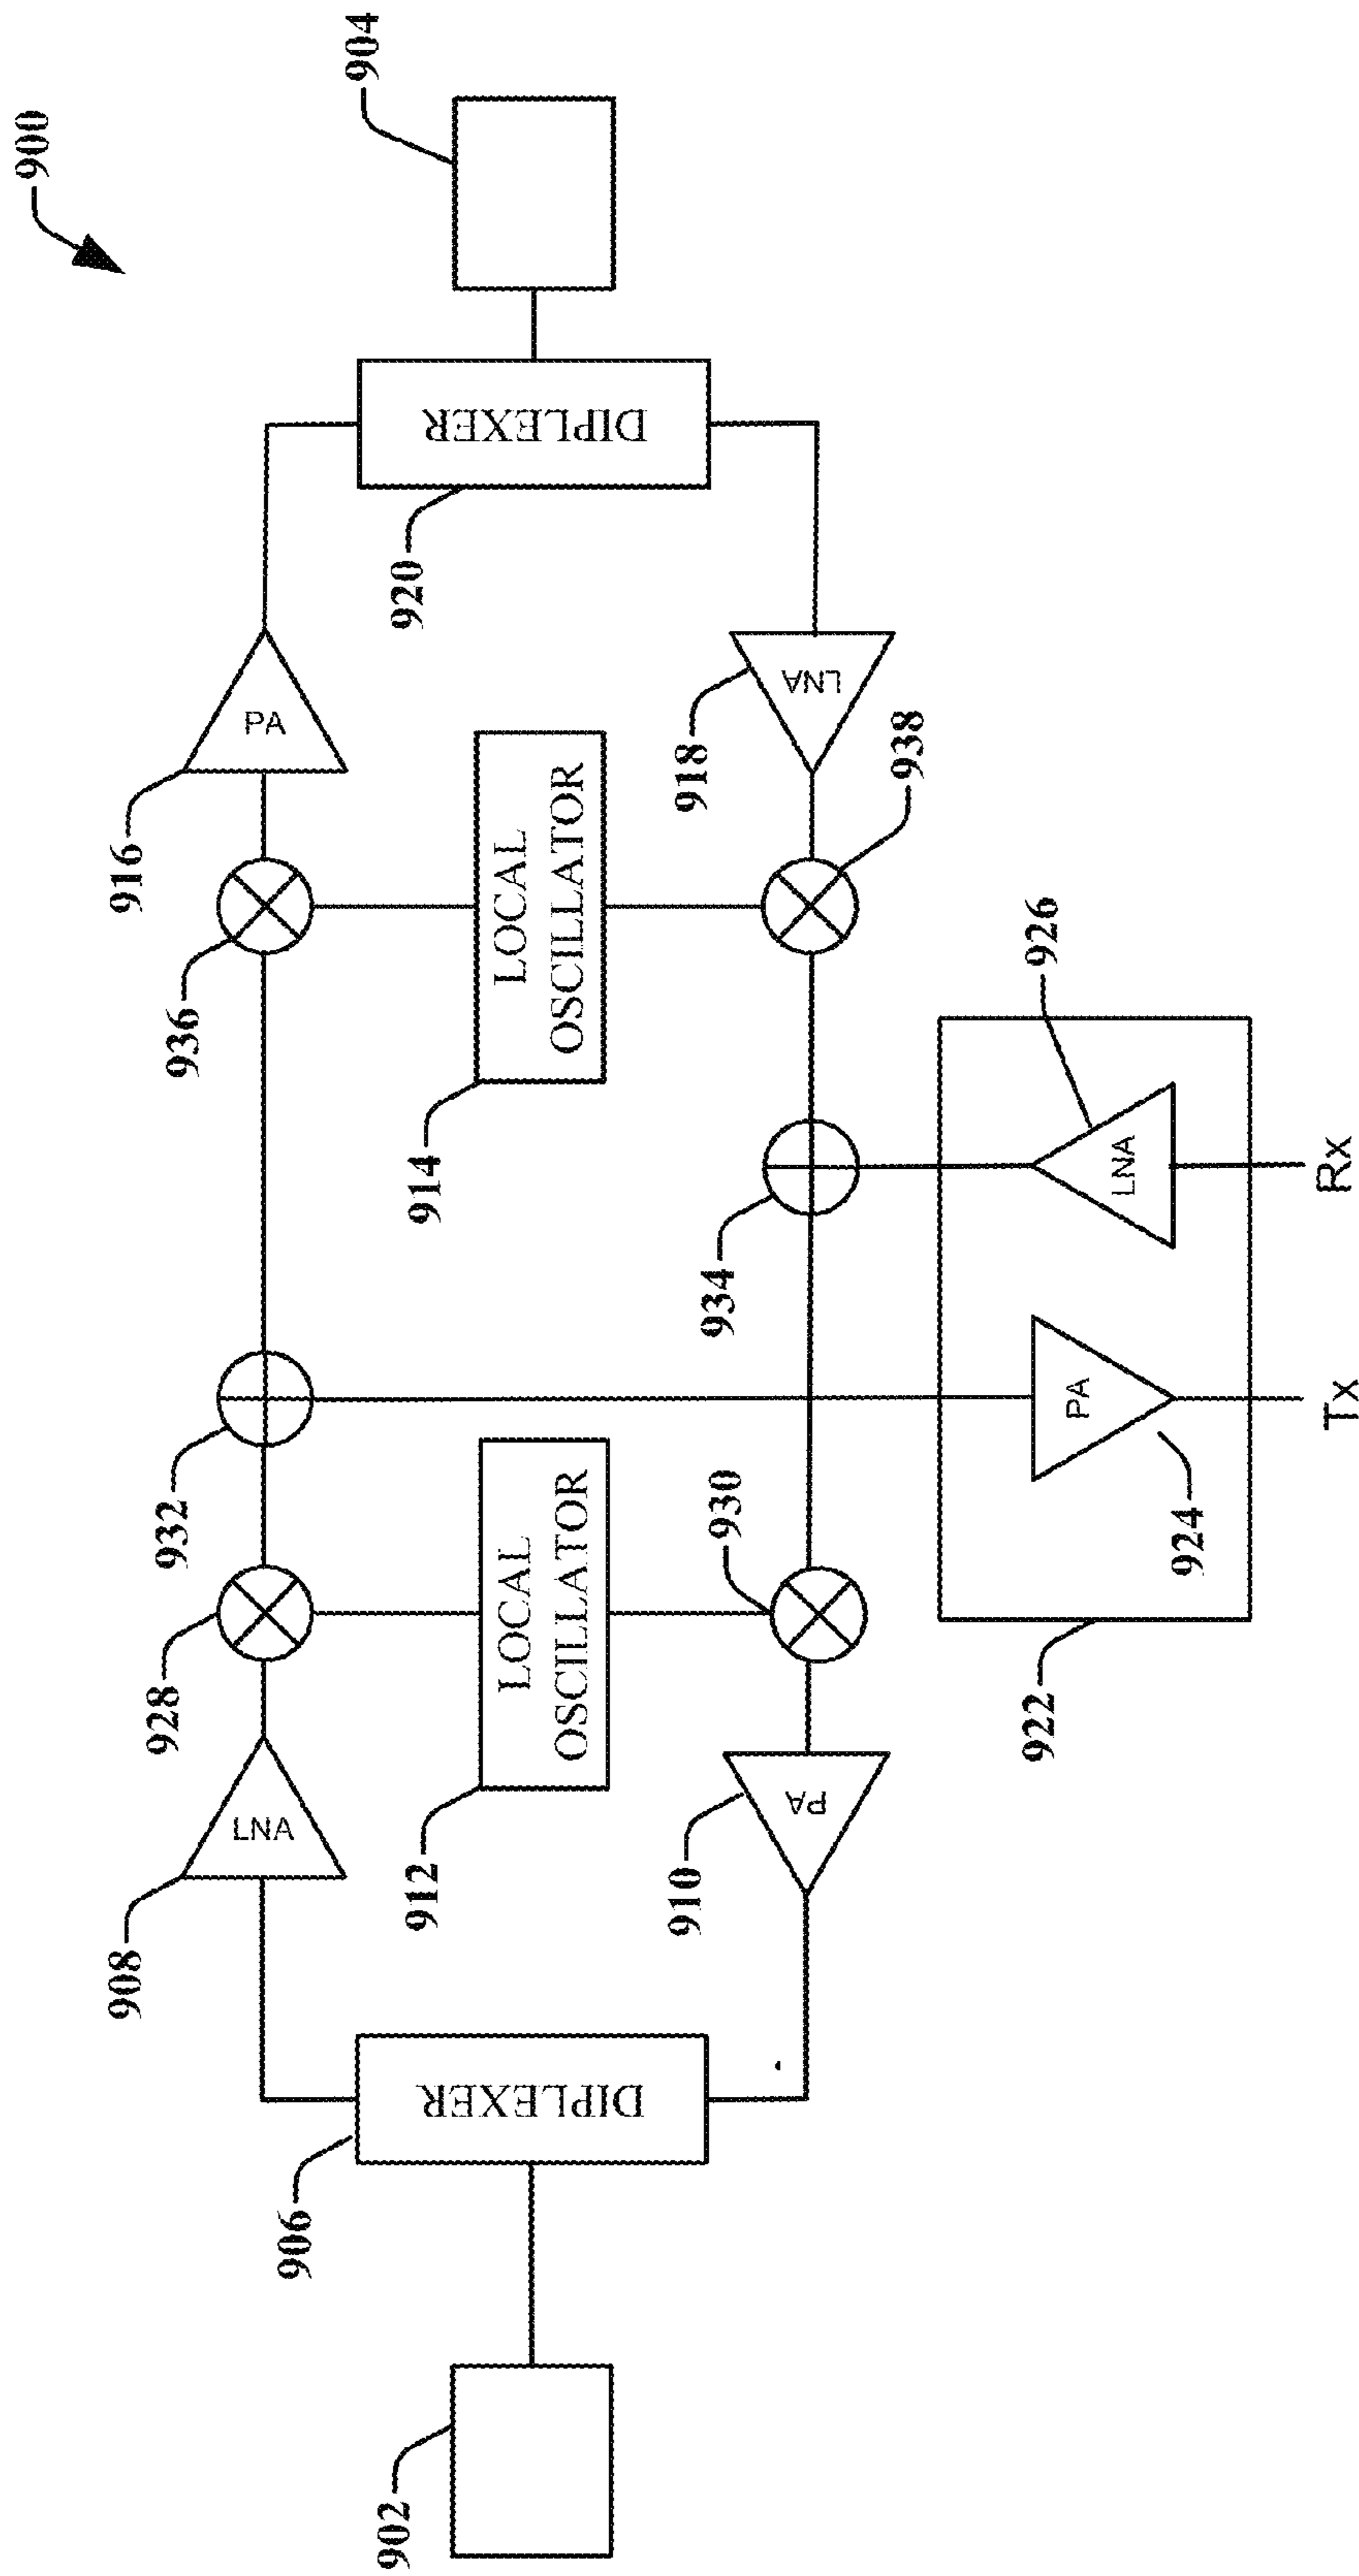 900
904
916
PA
936
920
DIPLEXER
918
LNA
938
914
LOCAL
OSCILLATOR
932
934
926
LNA
Rx
928
908
LNA
912
LOCAL
OSCILLATOR
930
910
PA
PA
924
Tx
922
906
DIPLEXER
902